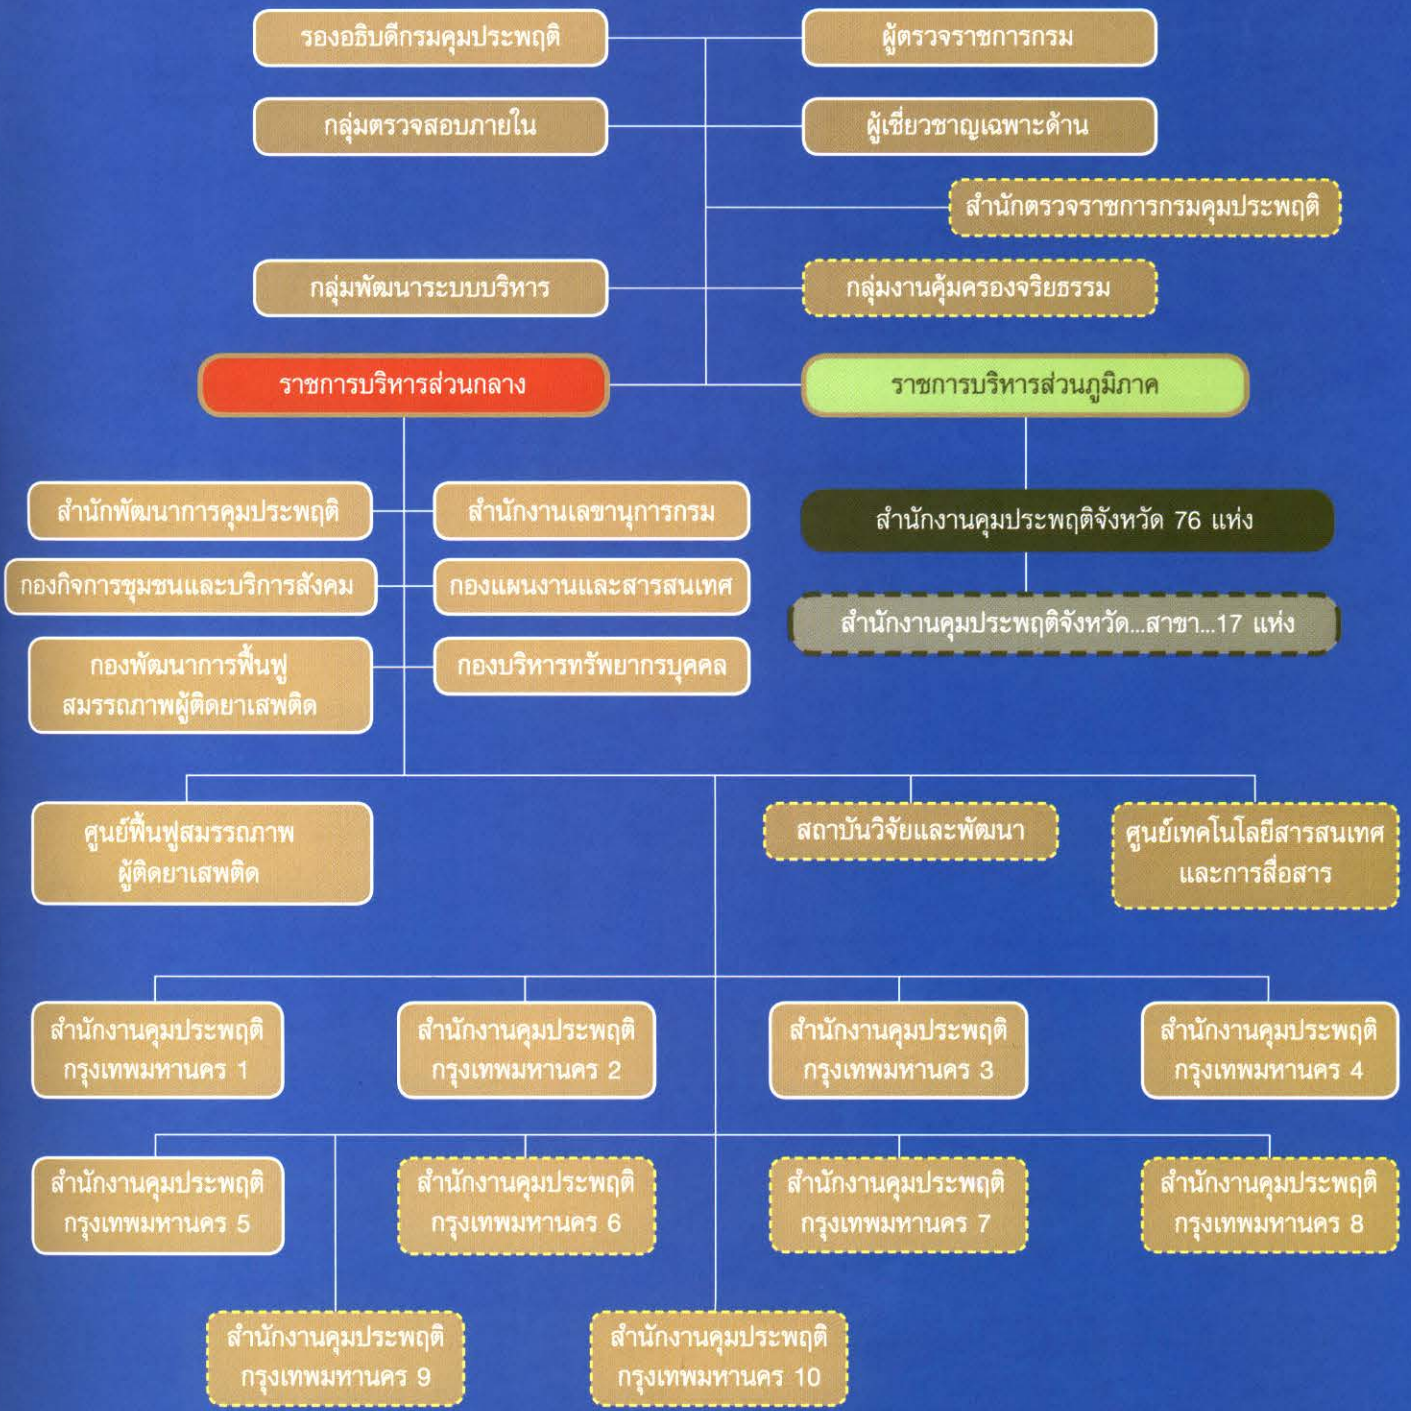 รองอธิบดีกรมคุมประพฤติ
ผู้ตรวจราชการกรม
กลุ่มตรวจสอบภายใน
ผู้เชี่ยวชาญเฉพาะด้าน
สำนักตรวจราชการกรมคุมประพฤติ
กลุ่มพัฒนาระบบบริหาร
กลุ่มงานคุ้มครองจริยธรรม
ราชการบริหารส่วนกลาง
ราชการบริหารส่วนภูมิภาค
สำนักพัฒนาการคุมประพฤติ
สำนักงานเลขานุการกรม
สำนักงานคุมประพฤติจังหวัด 76 แห่ง
กองกิจการชุมชนและบริการสังคม
กองแผนงานและสารสนเทศ
สำนักงานคุมประพฤติจังหวัด...สาขา...17 แห่ง
กองพัฒนาการฟื้นฟู
สมรรถภาพผู้ติดยาเสพติด
กองบริหารทรัพยากรบุคคล
ศูนย์ฟื้นฟูสมรรถภาพ
ผู้ติดยาเสพติด
สถาบันวิจัยและพัฒนา
ศูนย์เทคโนโลยีสารสนเทศ
และการสื่อสาร
สำนักงานคุมประพฤติ
กรุงเทพมหานคร 1
สำนักงานคุมประพฤติ
กรุงเทพมหานคร 2
สำนักงานคุมประพฤติ
กรุงเทพมหานคร 3
สำนักงานคุมประพฤติ
กรุงเทพมหานคร 4
สำนักงานคุมประพฤติ
กรุงเทพมหานคร 5
สำนักงานคุมประพฤติ
กรุงเทพมหานคร 6
สำนักงานคุมประพฤติ
กรุงเทพมหานคร 7
สำนักงานคุมประพฤติ
กรุงเทพมหานคร 8
สำนักงานคุมประพฤติ
กรุงเทพมหานคร 9
สำนักงานคุมประพฤติ
กรุงเทพมหานคร 10